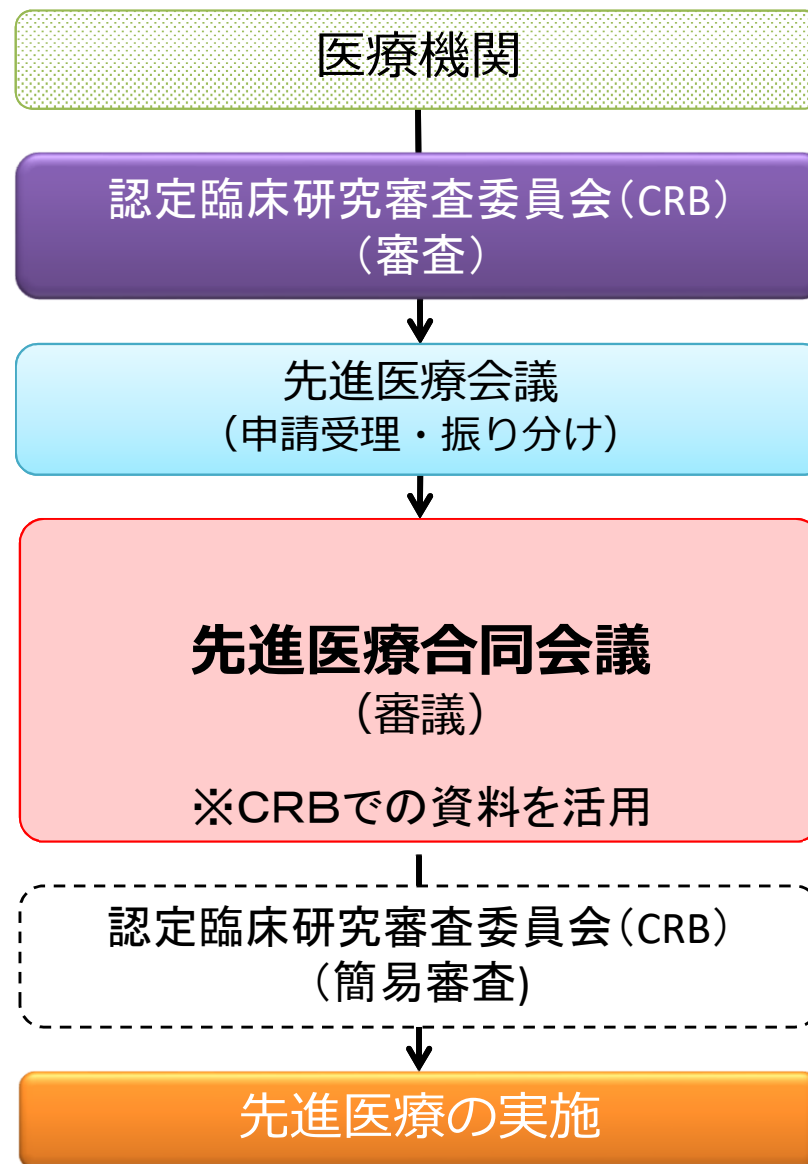 医療機関
認定臨床研究審査委員会（CRB）
（審査）
先進医療会議
（申請受理・振り分け）
先進医療合同会議
（審議）
※ＣＲＢでの資料を活用
認定臨床研究審査委員会（CRB）
（簡易審査)
先進医療の実施